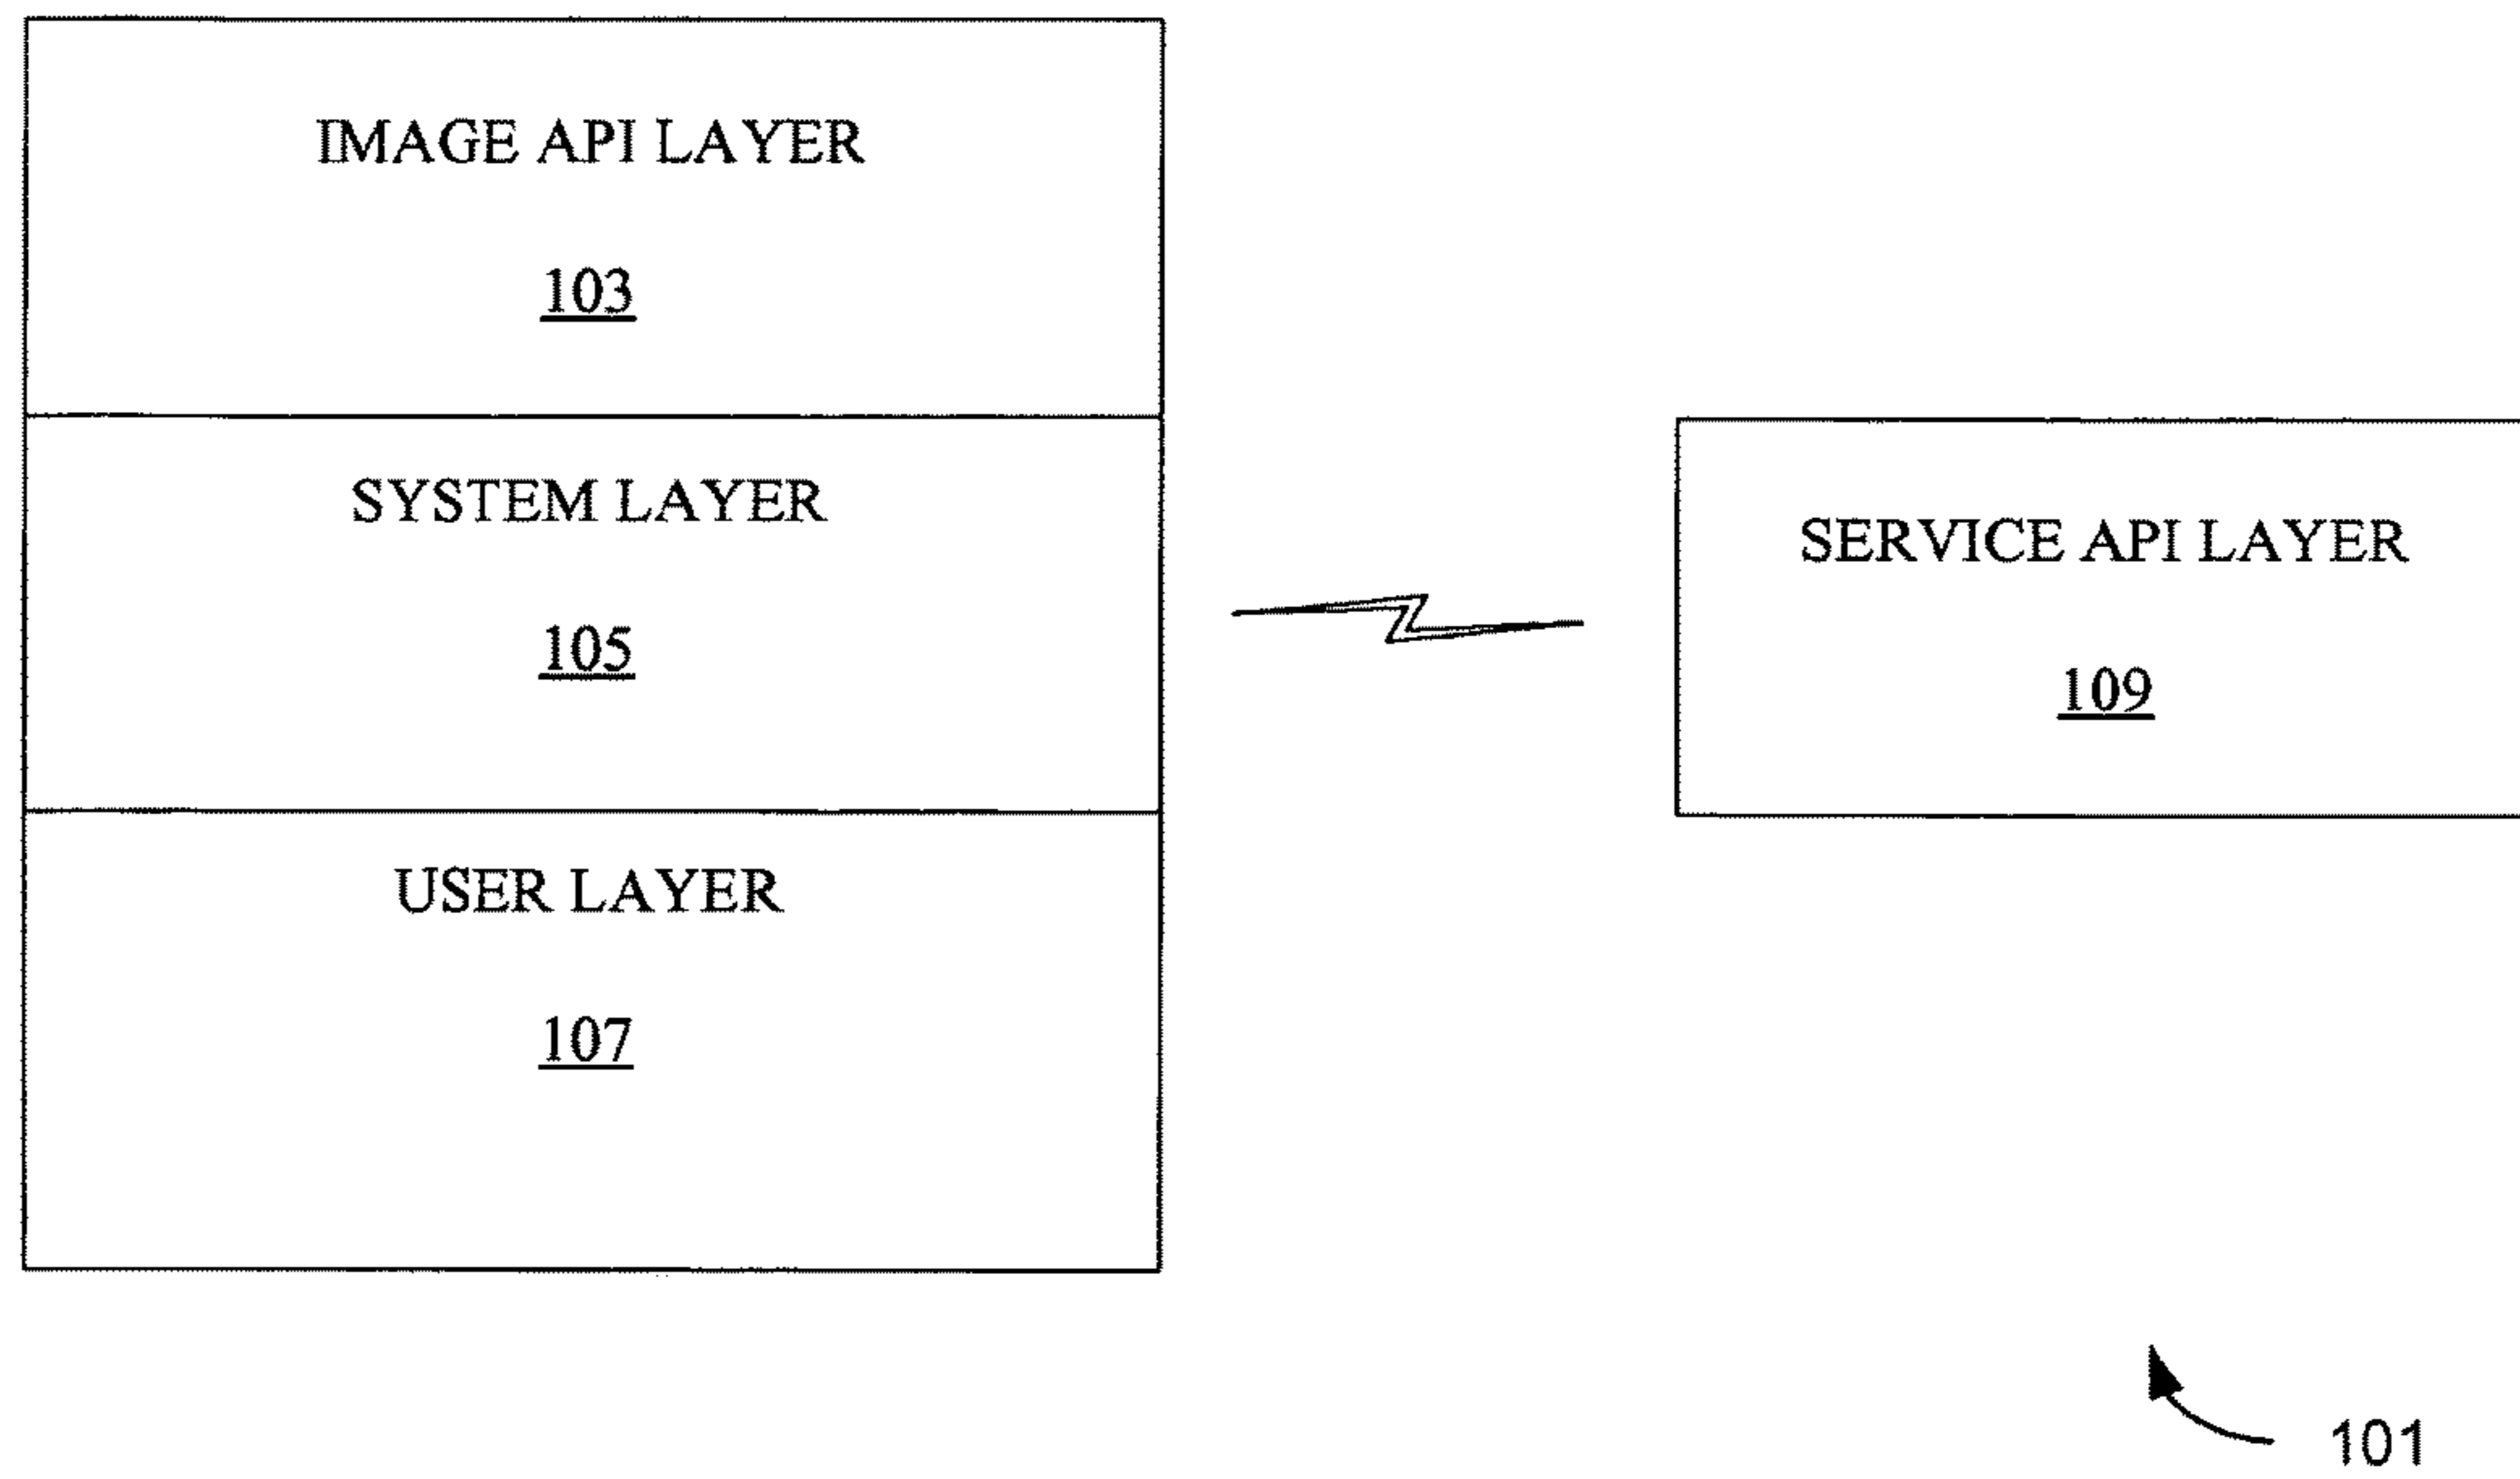 IMAGE API LAYER
103
SYSTEM LAYER
105
USER LAYER
107
SERVICE API LAYER
109
101